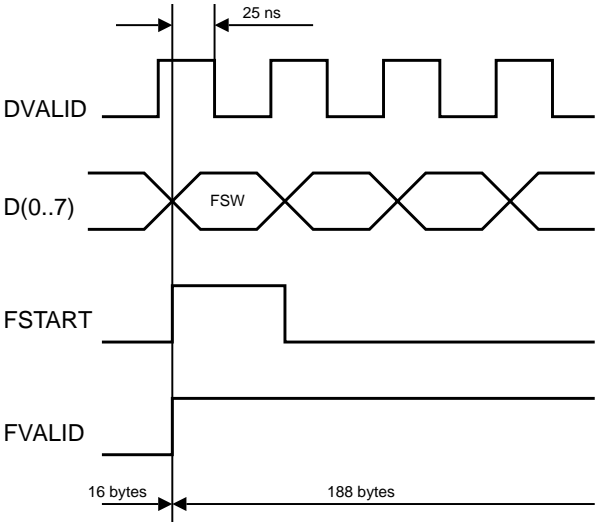 25 ns
DVALID
D(0..7)
FSW
FSTART
FVALID
16 bytes
188 bytes